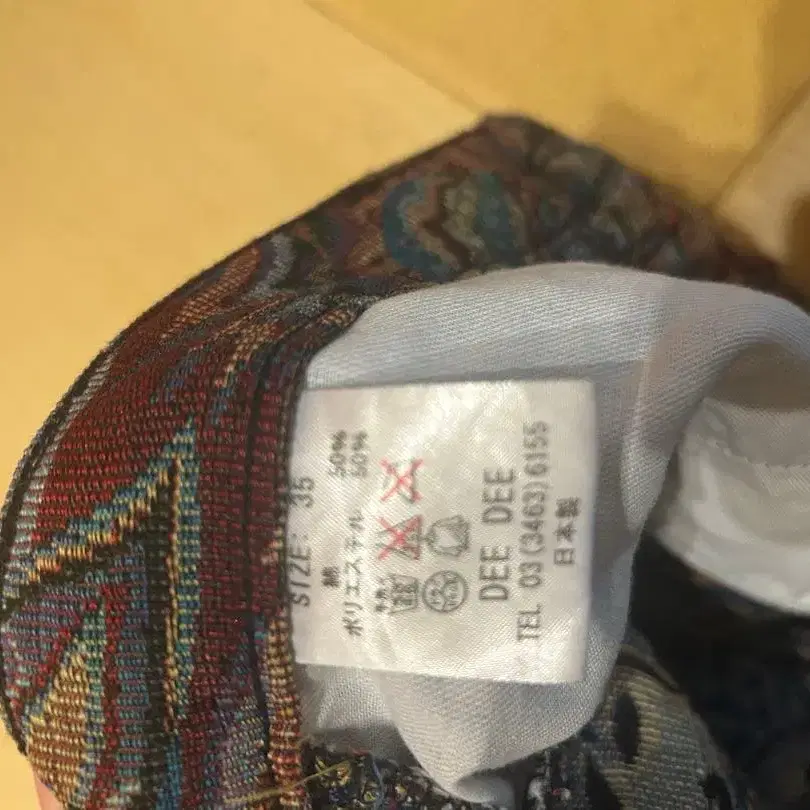 SIZE: 35
綿 50%
ポリエステル 50%
DEE DEE
TEL 03(3463)6155
日本製